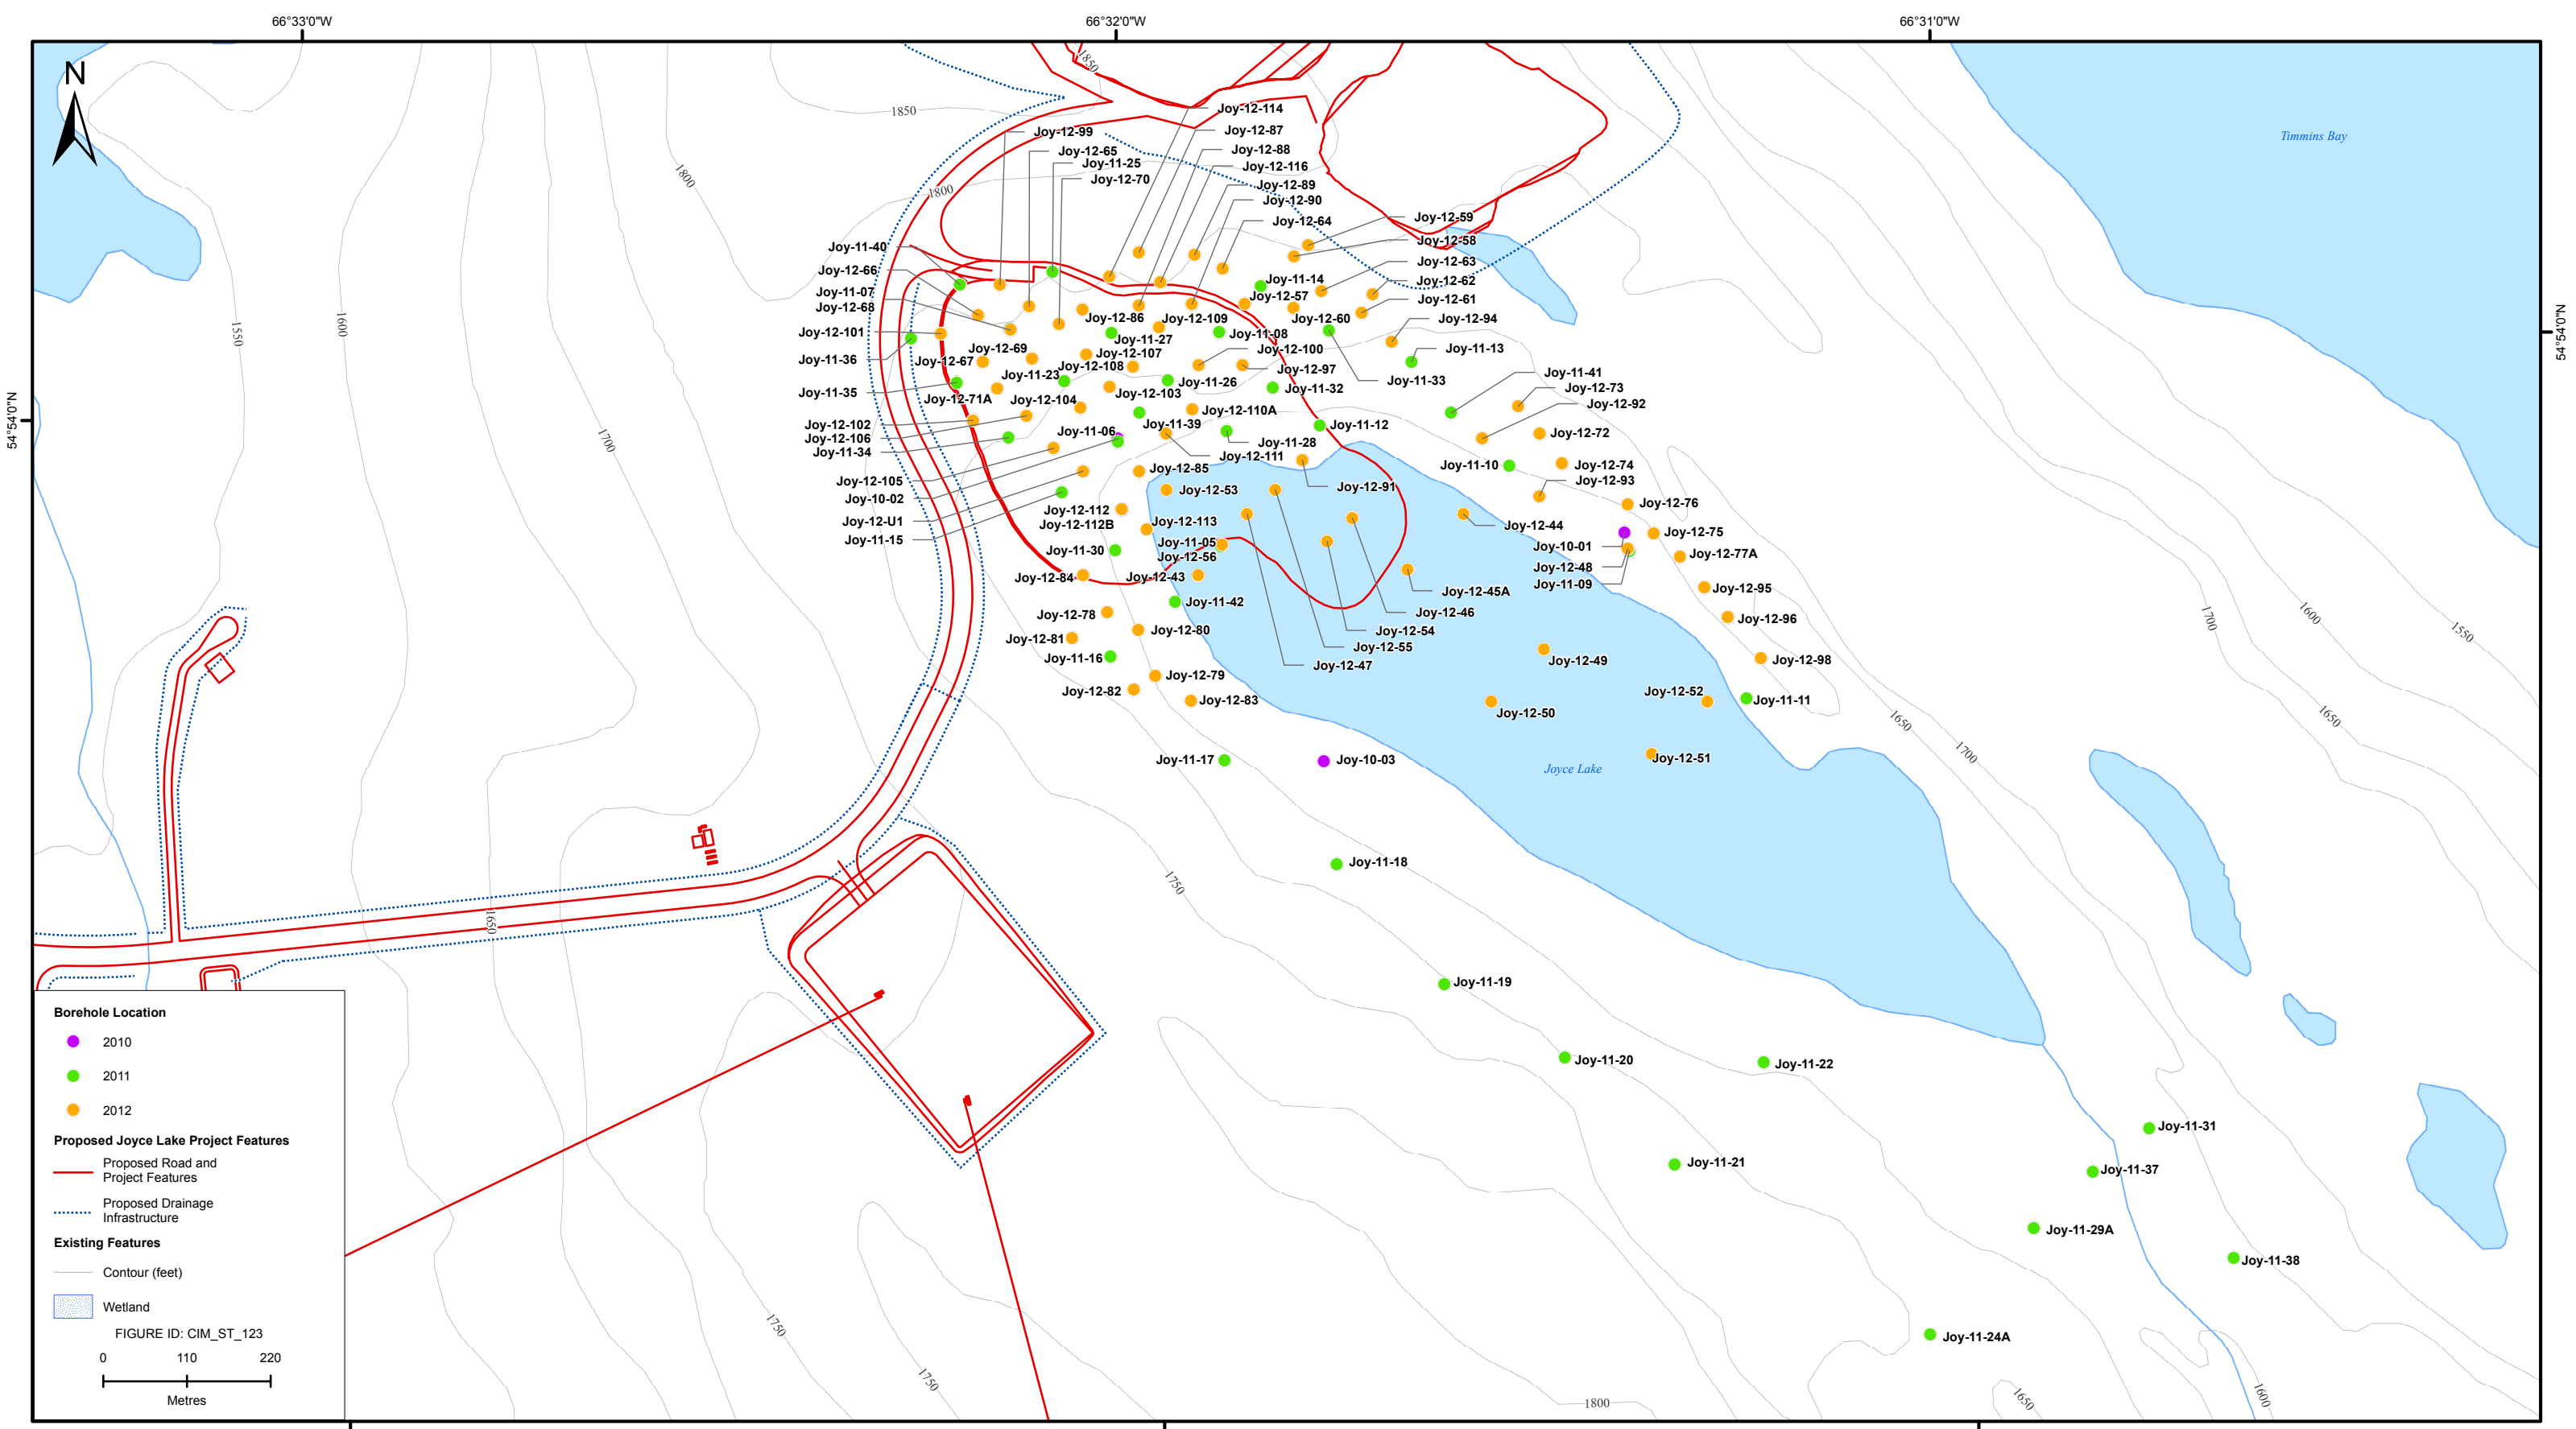 66°33'0"W
66°32'0"W
66°31'0"W
N
Timmins Bay
1850
1850
1800
1800
Joy-12-114
Joy-12-99
Joy-12-87
Joy-12-65
Joy-12-88
Joy-11-25
Joy-12-116
Joy-12-70
Joy-12-89
Joy-12-90
Joy-12-59
Joy-12-64
Joy-12-58
Joy-11-40
Joy-12-63
Joy-12-66
Joy-11-14
Joy-12-62
Joy-11-07
Joy-12-57
Joy-12-61
Joy-12-68
Joy-12-86
Joy-12-109
Joy-12-60
Joy-12-94
Joy-12-101
Joy-11-27
Joy-11-08
1550
1600
54°54'0"N
Joy-12-69
Joy-12-107
Joy-12-100
Joy-11-13
Joy-11-36
Joy-12-67
Joy-12-108
Joy-12-97
Joy-11-23
Joy-11-26
Joy-11-33
Joy-11-41
Joy-11-35
Joy-12-71A
Joy-12-104
Joy-12-103
Joy-11-32
Joy-12-73
Joy-12-92
54°54'0"N
Joy-12-102
Joy-12-110A
Joy-12-106
Joy-11-06
Joy-11-39
Joy-11-12
Joy-12-72
1700
Joy-11-34
Joy-11-28
Joy-12-111
Joy-11-10
Joy-12-74
Joy-12-105
Joy-12-85
Joy-12-93
Joy-10-02
Joy-12-53
Joy-12-91
Joy-12-76
Joy-12-U1
Joy-12-112
Joy-12-112B
Joy-12-113
Joy-12-44
Joy-12-75
Joy-11-15
Joy-11-30
Joy-11-05
Joy-12-56
Joy-10-01
Joy-12-77A
Joy-12-48
Joy-12-84
Joy-12-43
Joy-11-09
Joy-12-45A
Joy-12-95
Joy-11-42
Joy-12-46
Joy-12-78
Joy-12-96
1700
1600
1550
Joy-12-81
Joy-12-80
Joy-12-54
Joy-12-55
Joy-11-16
Joy-12-47
Joy-12-49
Joy-12-98
Joy-12-79
Joy-12-82
Joy-12-83
Joy-12-52
Joy-11-11
Joy-12-50
1650
1650
1700
Joy-11-17
Joy-10-03
Joy-12-51
Joyce Lake
Joy-11-18
1750
1650
Joy-11-19
Joy-11-20
Joy-11-22
Joy-11-31
Joy-11-21
Joy-11-37
Joy-11-29A
Joy-11-38
Joy-11-24A
1750
1750
1800
1650
1600
Borehole Location
2010
2011
2012
Proposed Joyce Lake Project Features
Proposed Road and
Project Features
Proposed Drainage
Infrastructure
Existing Features
Contour (feet)
Wetland
FIGURE ID: CIM_ST_123
0 110 220
Metres